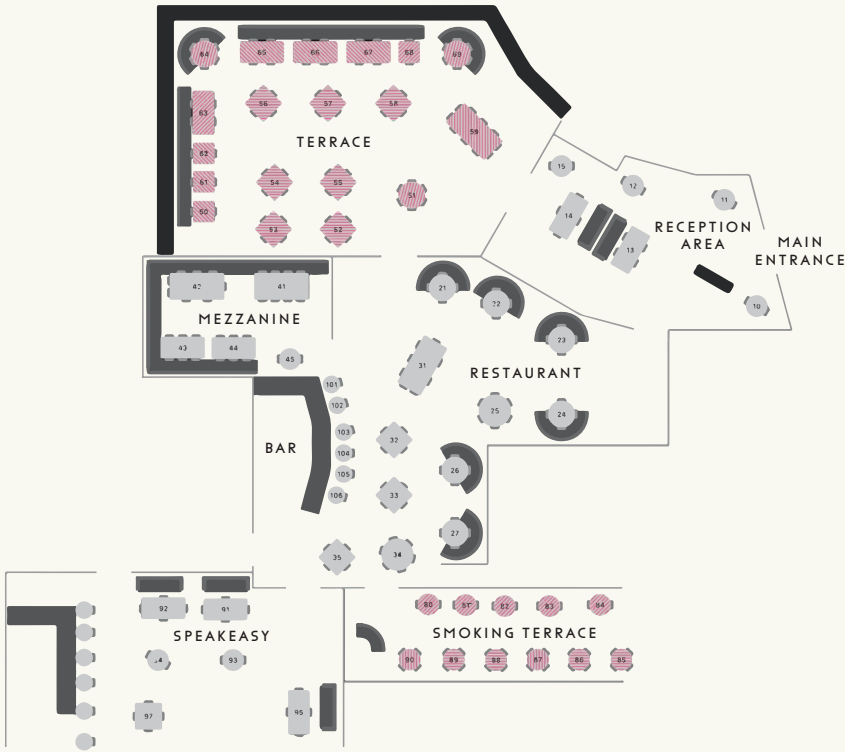 64 65 66 67 68 69
63 56 57 58 59
62
61
60
TERRACE
54 55 51
53 52
15 12 11
14 13
RECEPTION
AREA
MAIN
ENTRANCE
10
42 41
MEZZANINE
43 44 45
21 22 23
31
RESTAURANT
25 24
BAR
101
102
103
104
105
106
32
33
26
27
35 34
92 91
SPEAKEASY
93
97 95
80 81 82 83 84
SMOKING TERRACE
90 89 88 87 86 85